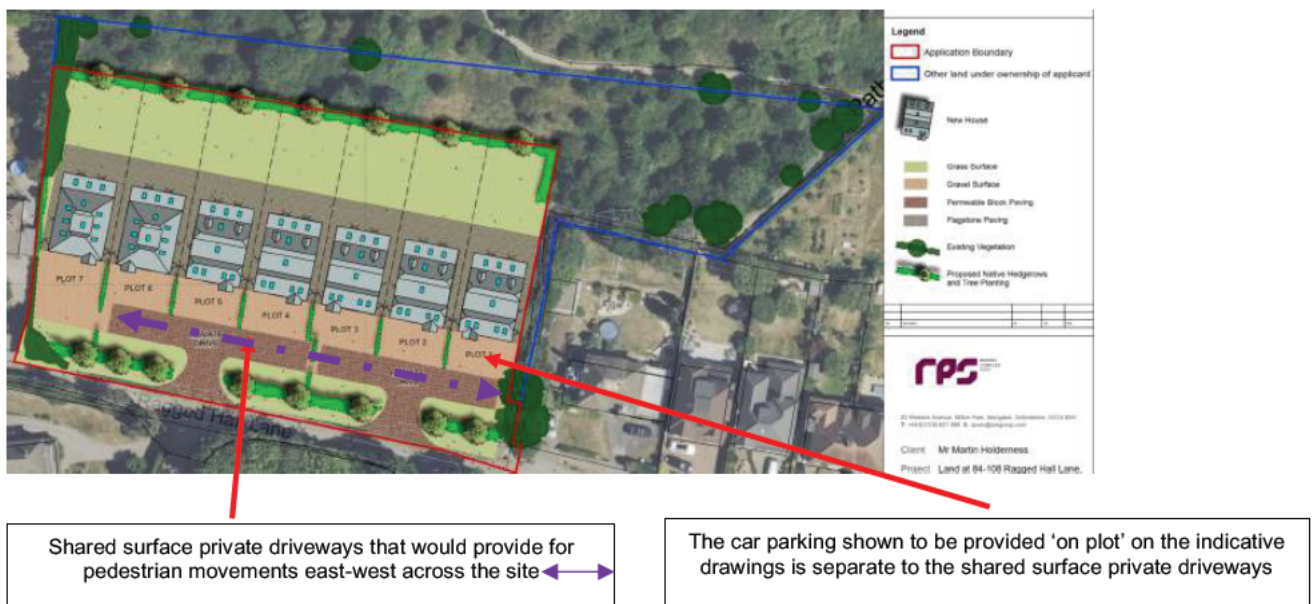 Legend
Application Boundary
Other land under ownership of applicant
New House
Grass Surface
Gravel Surface
Permeable Block Paving
Flagstone Paving
Existing Vegetation
Proposed Native Hedgerows
and Tree Planting
PLOT 7
PLOT 6
PLOT 5
PLOT 4
PLOT 3
PLOT 2
PLOT
DRIVE
Ragged Hall Lane
rps
Client Mr Martin Holderness
Project Land at 84-108 Ragged Hall Lane,
Shared surface private driveways that would provide for
pedestrian movements east-west across the site
The car parking shown to be provided 'on plot' on the indicative
drawings is separate to the shared surface private driveways